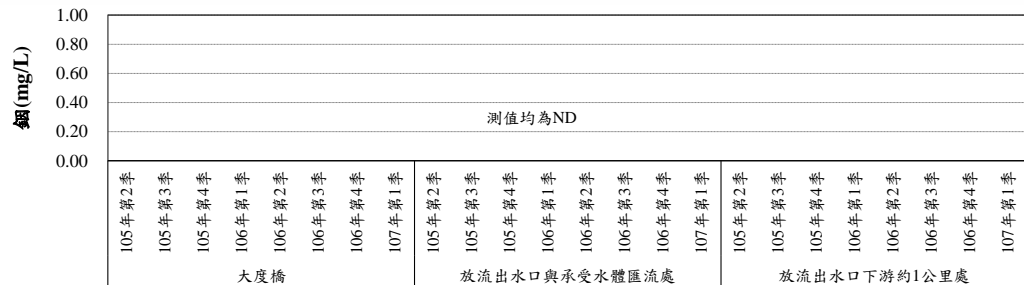 銦(mg/L)
1.00
0.80
0.60
0.40
0.20
0.00
測值均為ND
105年第2季
105年第3季
105年第4季
106年第1季
106年第2季
106年第3季
106年第4季
107年第1季
105年第2季
105年第3季
105年第4季
106年第1季
106年第2季
106年第3季
106年第4季
107年第1季
105年第2季
105年第3季
105年第4季
106年第1季
106年第2季
106年第3季
106年第4季
107年第1季
大度橋
放流出水口與承受水體匯流處
放流出水口下游約1公里處